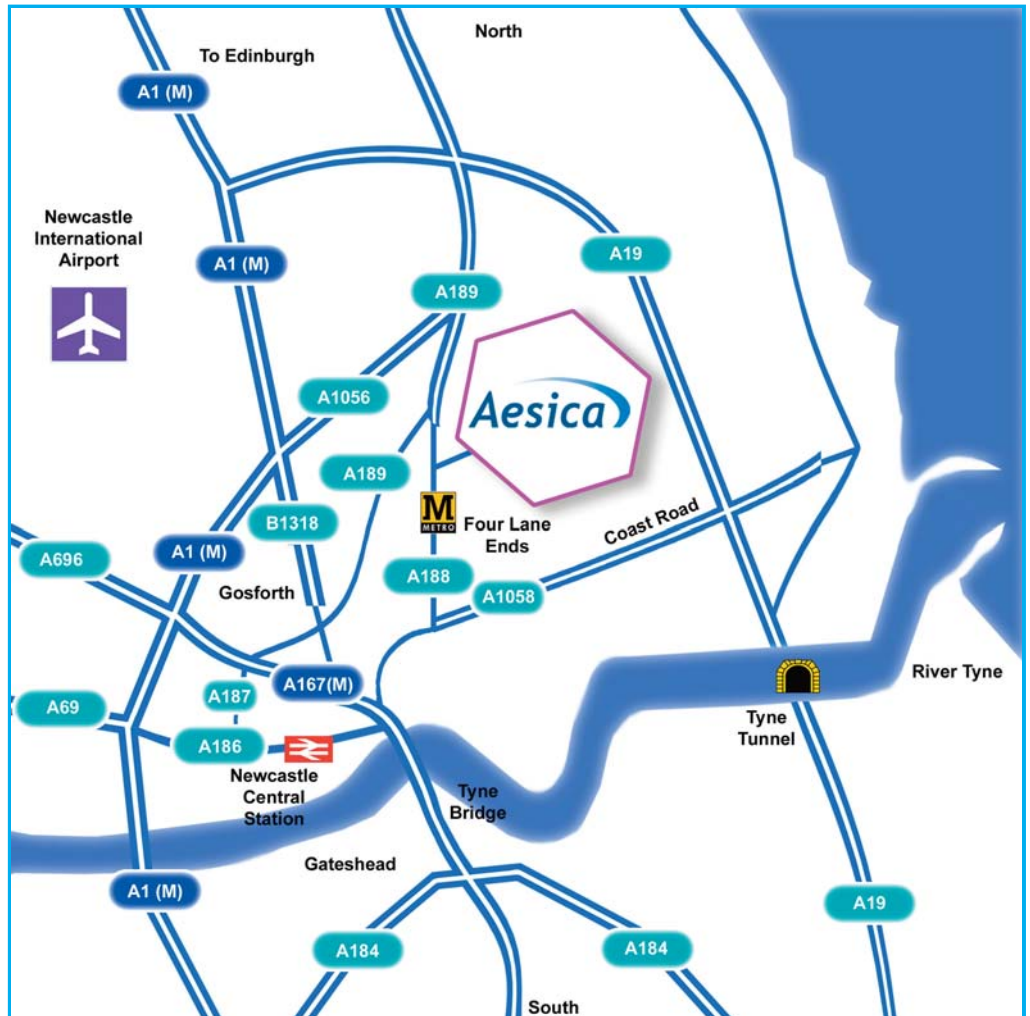 North
To Edinburgh
A1 (M)
Newcastle
International
Airport
A1 (M)
A19
A189
A1056
Aesica
A189
M
METRO
Four Lane
Ends
Coast Road
B1318
A1 (M)
A696
Gosforth
A188
A1058
A167(M)
A187
A69
A186
River Tyne
Tyne
Tunnel
Newcastle
Central
Station
Tyne
Bridge
Gateshead
A1 (M)
A19
A184
A184
South